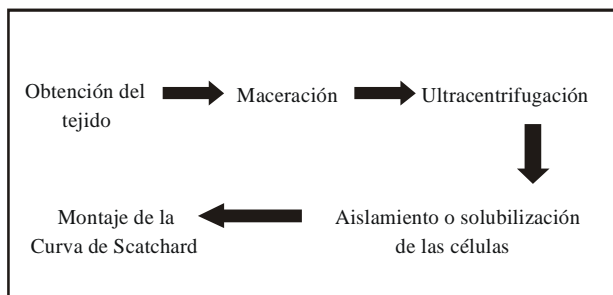 Obtención del
tejido
Maceración
Ultracentrifugación
Aislamiento o solubilización
de las células
Montaje de la
Curva de Scatchard